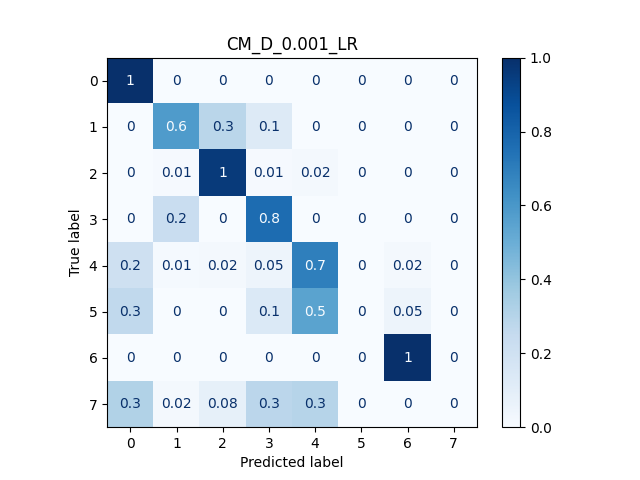 CM_D_0.001_LR
True label
0 1 0 0 0 0 0 0 0
1 0 0.6 0.3 0.1 0 0 0 0
2 0 0.01 1 0.01 0.02 0 0 0
3 0 0.2 0 0.8 0 0 0 0
4 0.2 0.01 0.02 0.05 0.7 0 0.02 0
5 0.3 0 0 0.1 0.5 0 0.05 0
6 0 0 0 0 0 0 1 0
7 0.3 0.02 0.08 0.3 0.3 0 0 0
0 1 2 3 4 5 6 7
Predicted label
1.0
0.8
0.6
0.4
0.2
0.0